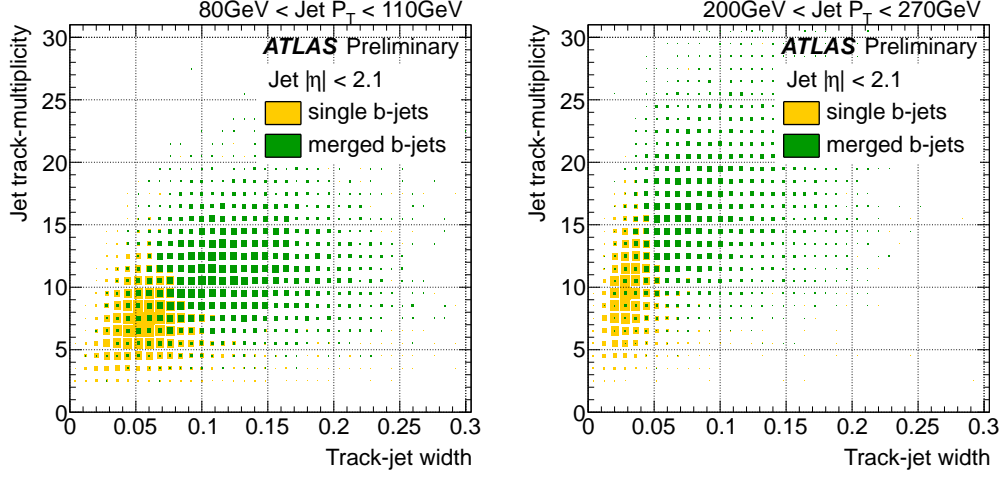 80GeV < Jet P_T < 110GeV
Jet track-multiplicity
30
25
20
15
10
5
0
ATLAS Preliminary
Jet |η| < 2.1
single b-jets
merged b-jets
0 0.05 0.1 0.15 0.2 0.25 0.3
Track-jet width
200GeV < Jet P_T < 270GeV
Jet track-multiplicity
30
25
20
15
10
5
0
ATLAS Preliminary
Jet |η| < 2.1
single b-jets
merged b-jets
0 0.05 0.1 0.15 0.2 0.25 0.3
Track-jet width